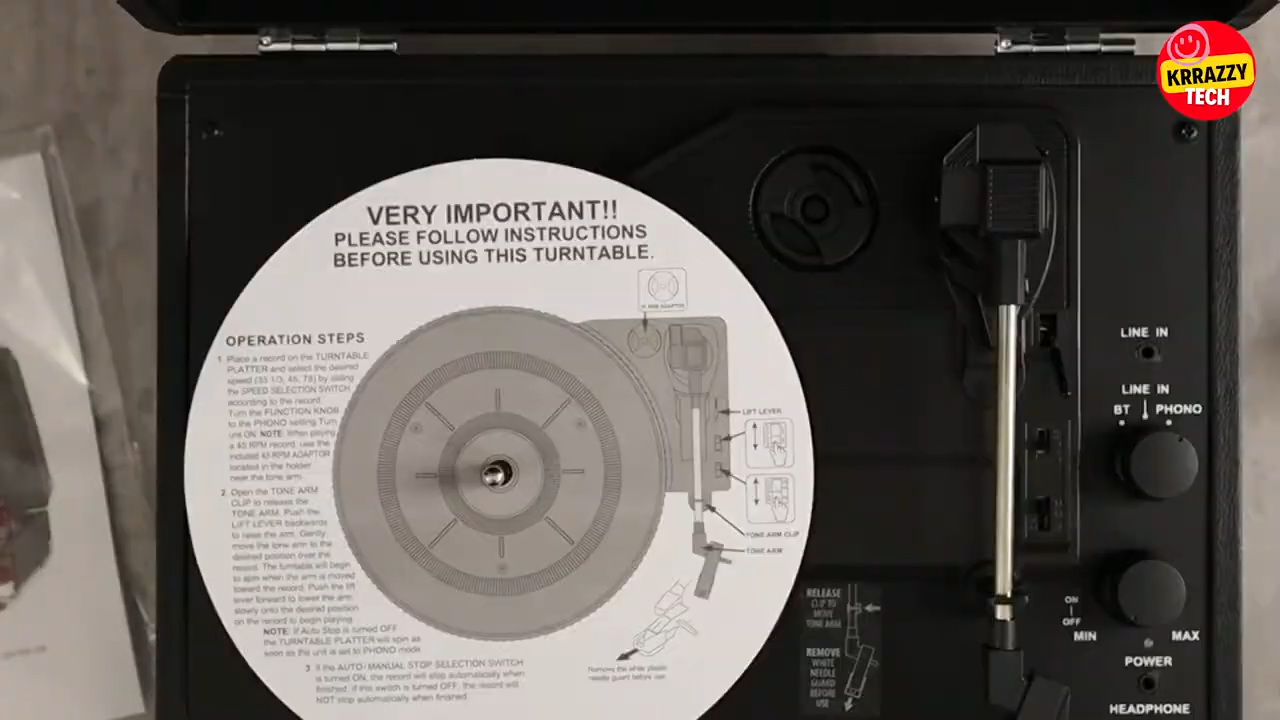 KRRAZZY
TECH
VERY IMPORTANT!!
PLEASE FOLLOW INSTRUCTIONS
BEFORE USING THIS TURNTABLE.
OPERATION STEPS
1. Place a record on the TURNTABLE
PLATTER and select the desired
speed (33 1/3, 45, 78) by sliding
the SPEED SELECTION SWITCH
according to the record.
Turn the FUNCTION KNOB
to the PHONO setting Turn
unit ON. NOTE: When playing
a 45 RPM record, use the
included 45 RPM ADAPTOR
located in the holder
near the tone arm.
2. Open the TONE ARM
CLIP to release the
TONE ARM. Push the
LIFT LEVER backwards
to raise the arm. Gently
move the tone arm to the
desired position over the
record. The turntable will begin
to spin when the arm is moved
toward the record. Push the lift
lever forward to lower the arm
slowly onto the desired position
on the record to begin playing.
NOTE: If Auto Stop is turned OFF
the TURNTABLE PLATTER will spin as
soon as the unit is set to PHONO mode.
3. If the AUTO/MANUAL STOP SELECTION SWITCH
is turned ON, the record will stop automatically when
finished. If this switch is turned OFF, the record will
NOT stop automatically when finished.
45 RPM ADAPTOR
LIFT LEVER
TONE ARM CLIP
TONE ARM
Remove the white plastic
needle guard before use.
RELEASE
CLIP TO
MOVE
TONE ARM
REMOVE
WHITE
NEEDLE
GUARD
BEFORE
USE
LINE IN
LINE IN
BT PHONO
ON
OFF
MIN MAX
POWER
HEADPHONE